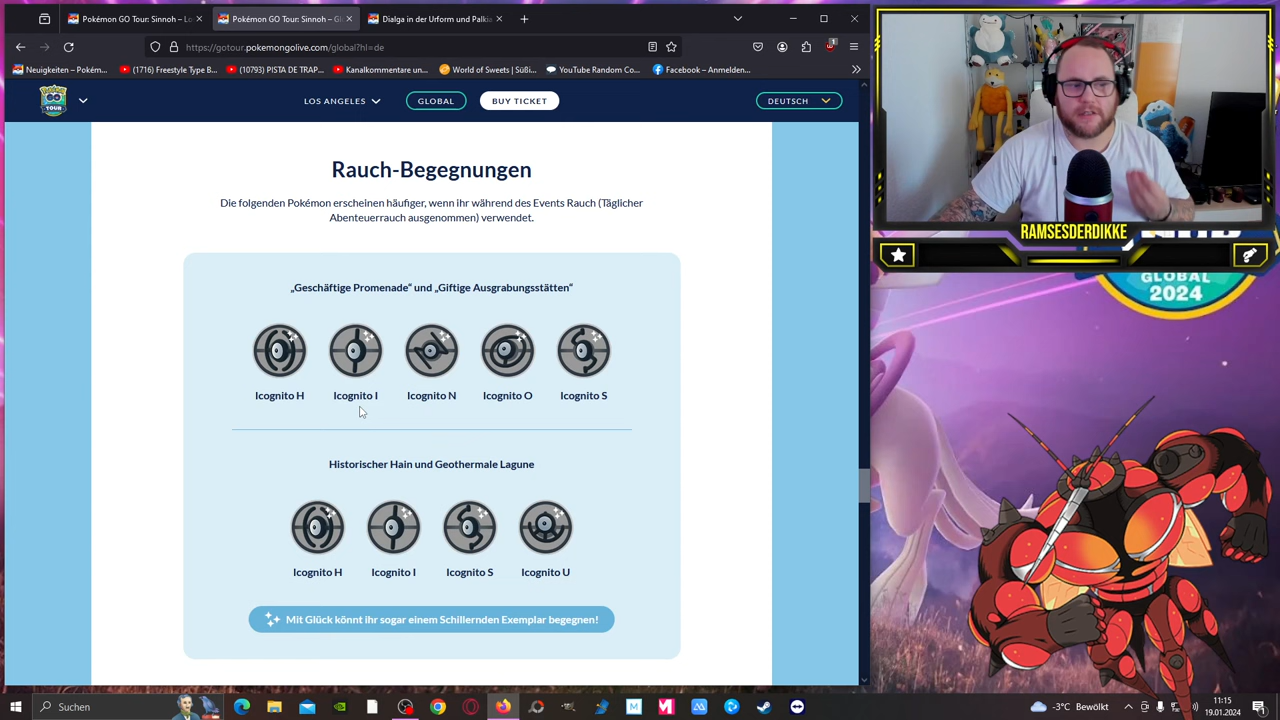 Pokémon GO Tour: Sinnoh – Lo
Pokémon GO Tour: Sinnoh – Gl
Dialga in der Urform und Palkia
https://gotour.pokemongolive.com/global?hl=de
1
Neuigkeiten – Pokém...
(1716) Freestyle Type B...
(10793) PISTA DE TRAP...
Kanalkommentare un...
World of Sweets | Süßi...
YouTube Random Co...
Facebook – Anmelden...
TOUR
LOS ANGELES
GLOBAL
BUY TICKET
DEUTSCH
Rauch-Begegnungen
Die folgenden Pokémon erscheinen häufiger, wenn ihr während des Events Rauch (Täglicher
Abenteuerrauch ausgenommen) verwendet.
„Geschäftige Promenade“ und „Giftige Ausgrabungsstätten“
Icognito H
Icognito I
Icognito N
Icognito O
Icognito S
Historischer Hain und Geothermale Lagune
Icognito H
Icognito I
Icognito S
Icognito U
Mit Glück könnt ihr sogar einem Schillernden Exemplar begegnen!
RAMSESDERDIKKE
GLOBAL
2024
Suchen
-3°C Bewölkt
11:15
19.01.2024